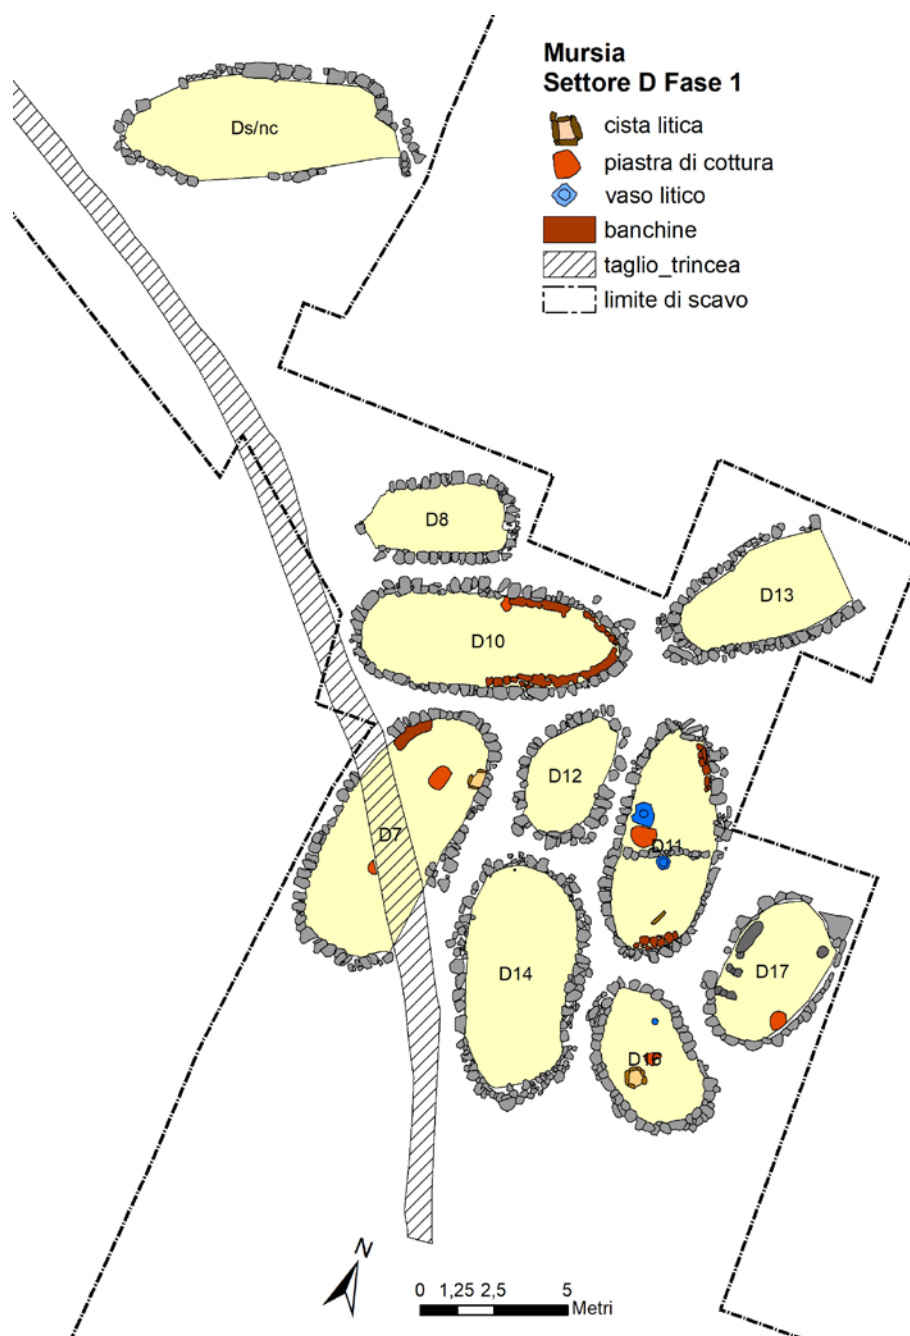 Mursia
Settore D Fase 1
cista litica
piastra di cottura
vaso litico
banchine
taglio_trincea
limite di scavo
Ds/nc
D8
D13
D10
D12
D7
D11
D14
D17
N
0 1,25 2,5 5
Metri